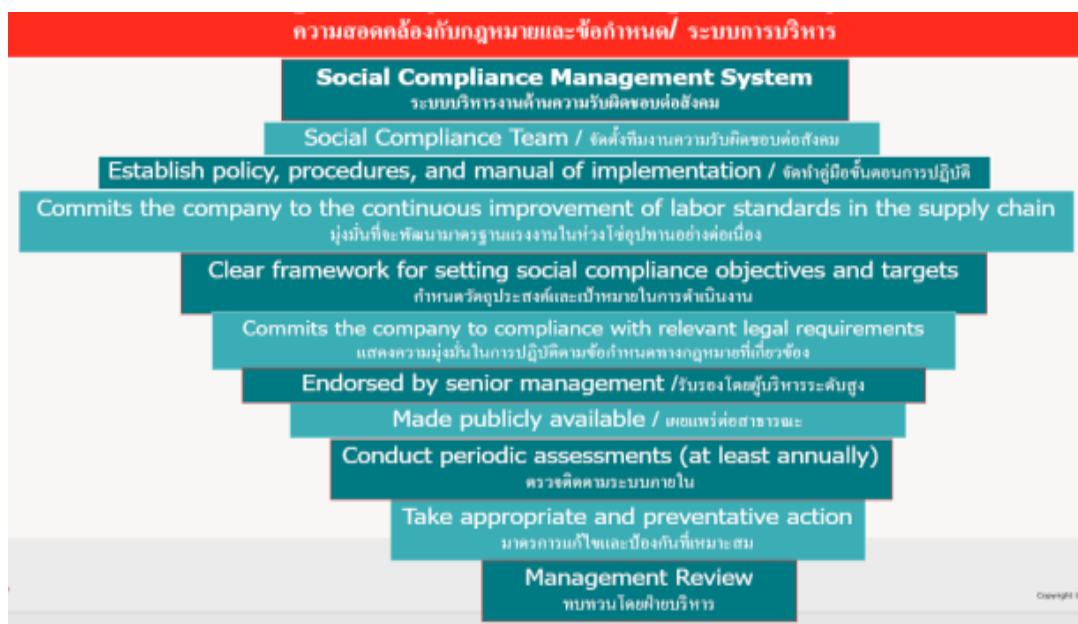 ความสอดคล้องกับกฎหมายและข้อกำหนด/ ระบบการบริหาร
Social Compliance Management System
ระบบบริหารงานด้านความรับผิดชอบต่อสังคม
Social Compliance Team / จัดตั้งทีมงานความรับผิดชอบต่อสังคม
Establish policy, procedures, and manual of implementation / จัดทำคู่มือขั้นตอนการปฏิบัติ
Commits the company to the continuous improvement of labor standards in the supply chain
มุ่งมั่นที่จะพัฒนามาตรฐานแรงงานในห่วงโซ่อุปทานอย่างต่อเนื่อง
Clear framework for setting social compliance objectives and targets
กำหนดวัตถุประสงค์และเป้าหมายในการดำเนินงาน
Commits the company to compliance with relevant legal requirements
แสดงความมุ่งมั่นในการปฏิบัติตามข้อกำหนดทางกฎหมายที่เกี่ยวข้อง
Endorsed by senior management /รับรองโดยผู้บริหารระดับสูง
Made publicly available / เผยแพร่ต่อสาธารณะ
Conduct periodic assessments (at least annually)
ตรวจติดตามระบบภายใน
Take appropriate and preventative action
มาตรการแก้ไขและป้องกันที่เหมาะสม
Management Review
ทบทวนโดยฝ่ายบริหาร
Copyright